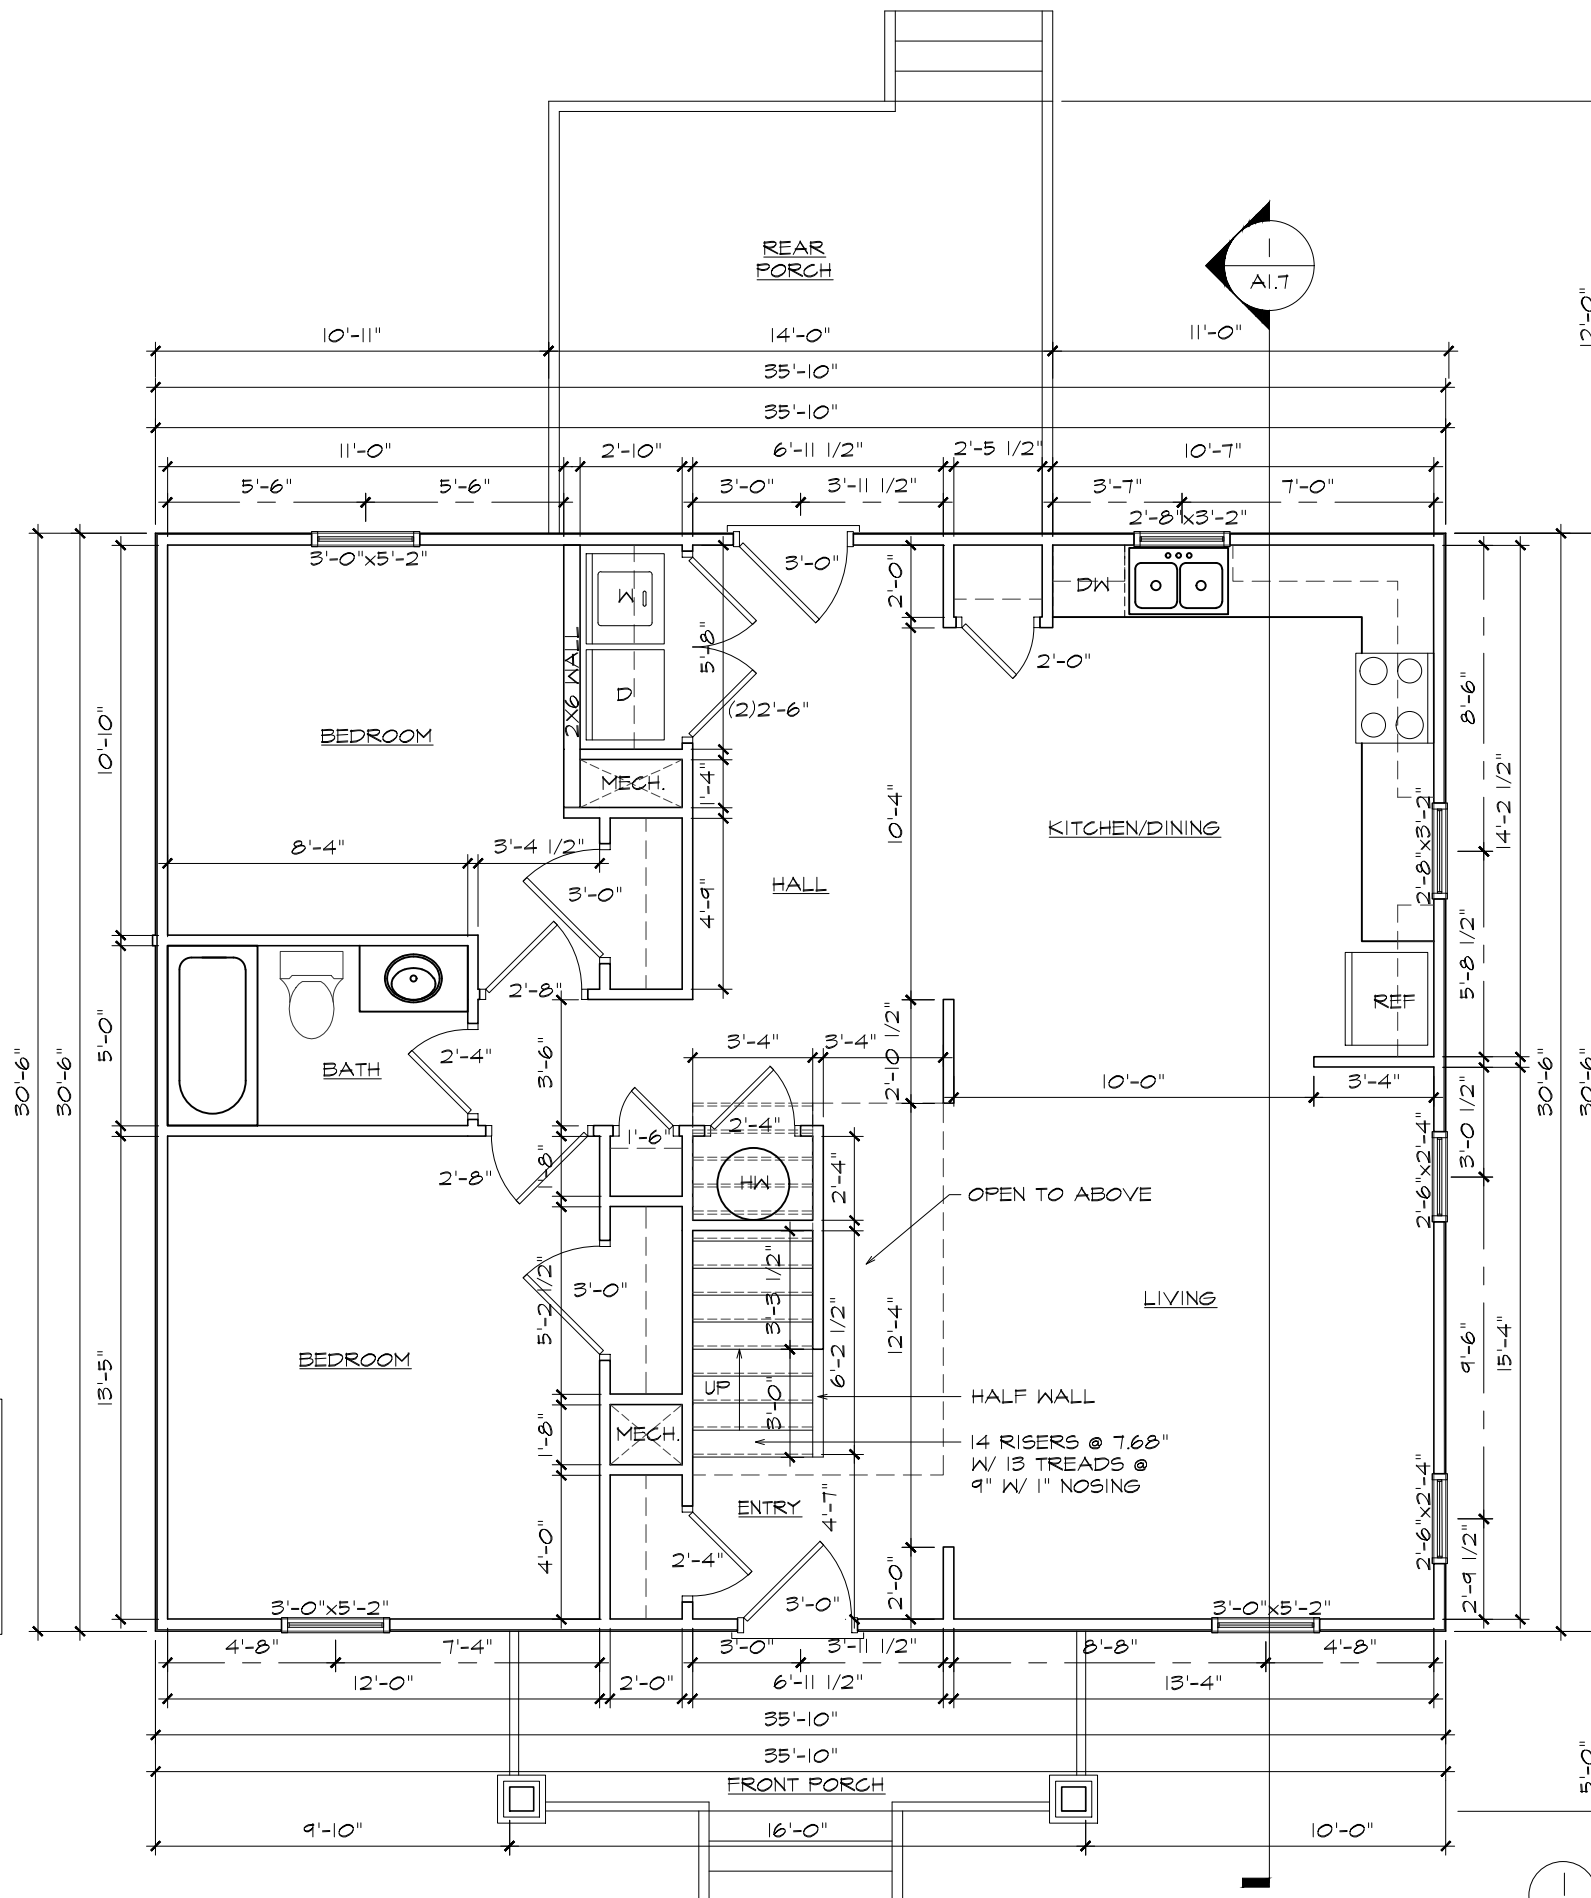 REAR
PORCH
A1.7
12'-0"
10'-11"
14'-0"
11'-0"
35'-10"
35'-10"
11'-0"
2'-10"
6'-11 1/2"
2'-5 1/2"
10'-7"
5'-6"
5'-6"
3'-0"
3'-11 1/2"
3'-7"
7'-0"
2'-8"x3'-2"
3'-0"x5'-2"
3'-0"
2'-0"
W
DW
2X6 WALL
5'-8"
2'-0"
D
(2)2'-6"
8'-6"
10'-10"
BEDROOM
MECH.
1'-4"
10'-4"
KITCHEN/DINING
2'-8"x3'-2"
14'-2 1/2"
8'-4"
3'-4 1/2"
3'-0"
HALL
4'-9"
5'-8 1/2"
2'-8"
REF
5'-0"
BATH
2'-4"
3'-6"
3'-4"
3'-4"
2'-10 1/2"
10'-0"
3'-4"
30'-6"
30'-6"
30'-6"
30'-6"
1'-6"
2'-4"
3'-0 1/2"
2'-8"
1'-8"
WH
2'-4"
OPEN TO ABOVE
2'-6"x2'-4"
5'-2 1/2"
3'-0"
3'-3 1/2"
6'-2 1/2"
12'-4"
LIVING
9'-6"
15'-4"
13'-5"
BEDROOM
UP
3'-0"
HALF WALL
1'-8"
MECH.
14 RISERS @ 7.68"
W/ 13 TREADS @
9" W/ 1" NOSING
ENTRY
4'-7"
2'-6"x2'-4"
4'-0"
2'-4"
2'-0"
2'-9 1/2"
3'-0"x5'-2"
3'-0"
3'-0"x5'-2"
4'-8"
7'-4"
3'-0"
3'-11 1/2"
8'-8"
4'-8"
12'-0"
2'-0"
6'-11 1/2"
13'-4"
35'-10"
35'-10"
5'-0"
FRONT PORCH
9'-10"
16'-0"
10'-0"